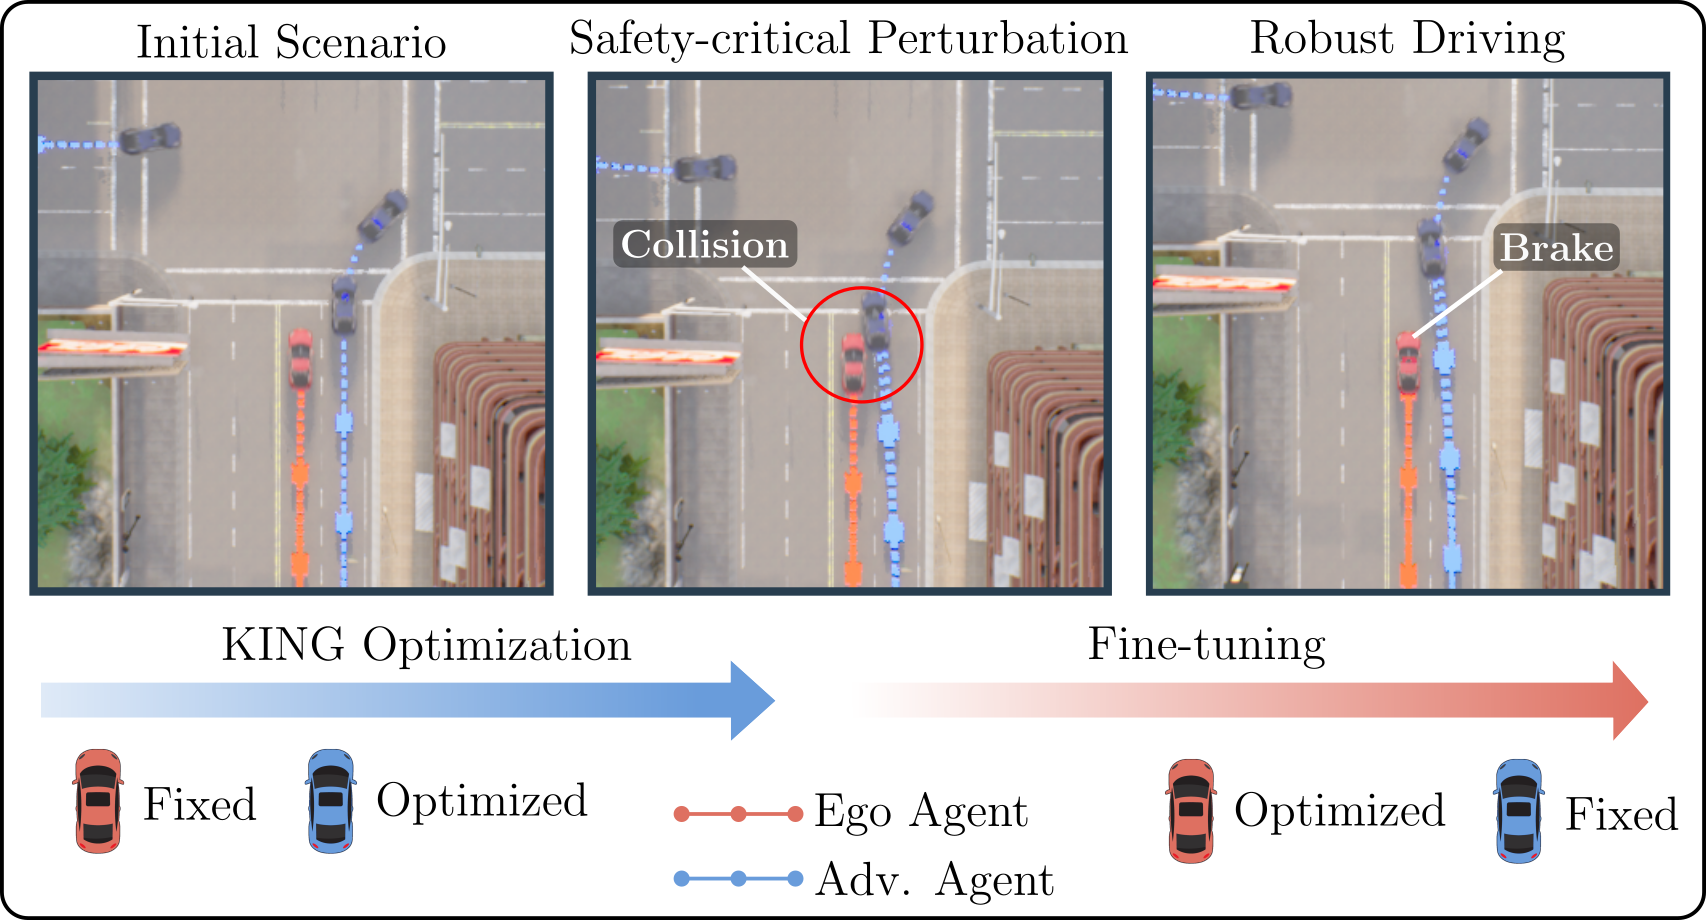 Initial Scenario
Safety-critical Perturbation
Robust Driving
Collision
Brake
KING Optimization
Fine-tuning
Fixed
Optimized
Ego Agent
Adv. Agent
Optimized
Fixed